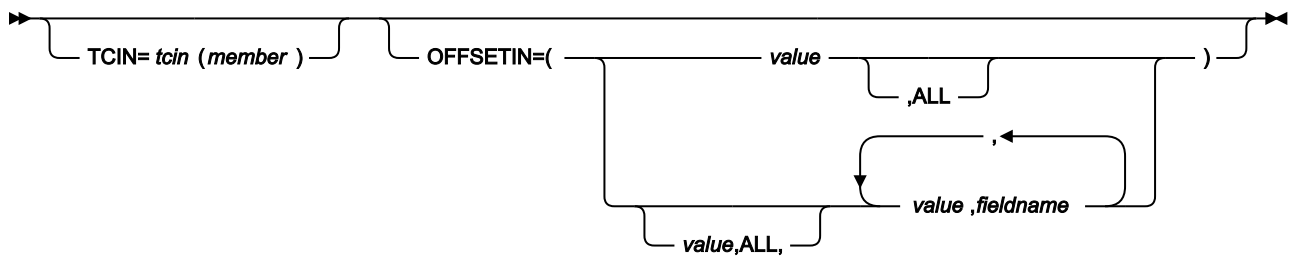 TCIN= tcin (member )
OFFSETIN=( value )
,ALL
,
value ,fieldname
value,ALL,